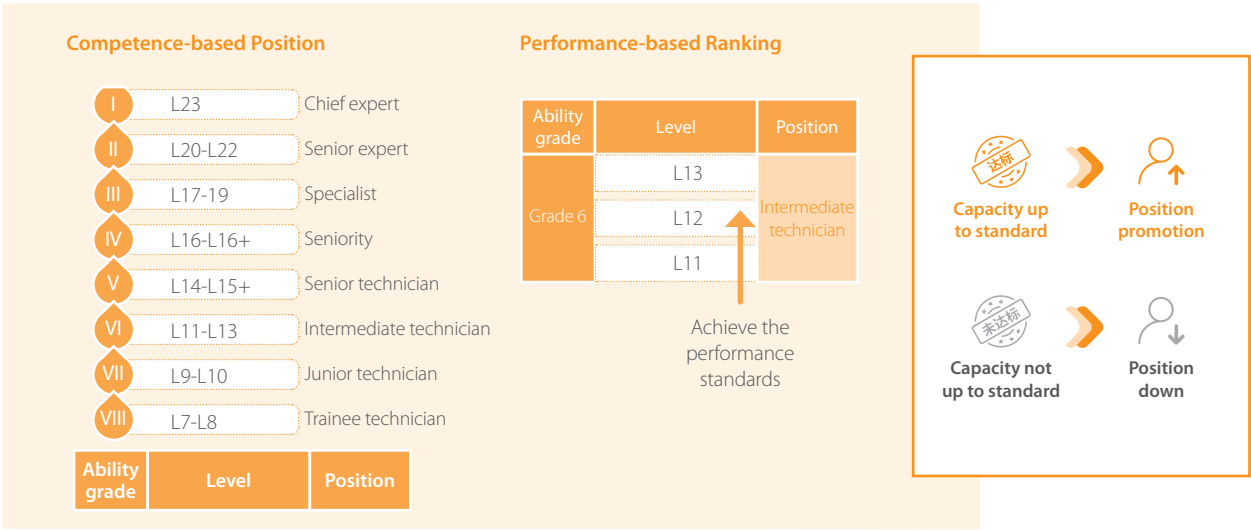 Competence-based Position
I
L23
Chief expert
II
L20-L22
Senior expert
III
L17-19
Specialist
IV
L16-L16+
Seniority
V
L14-L15+
Senior technician
VI
L11-L13
Intermediate technician
VII
L9-L10
Junior technician
VIII
L7-L8
Trainee technician
Ability
grade
Level
Position
Performance-based Ranking
Ability
grade
Level
Position
Grade 6
L13
L12
L11
Intermediate
technician
Achieve the
performance
standards
达标
Capacity up
to standard
Position
promotion
未达标
Capacity not
up to standard
Position
down